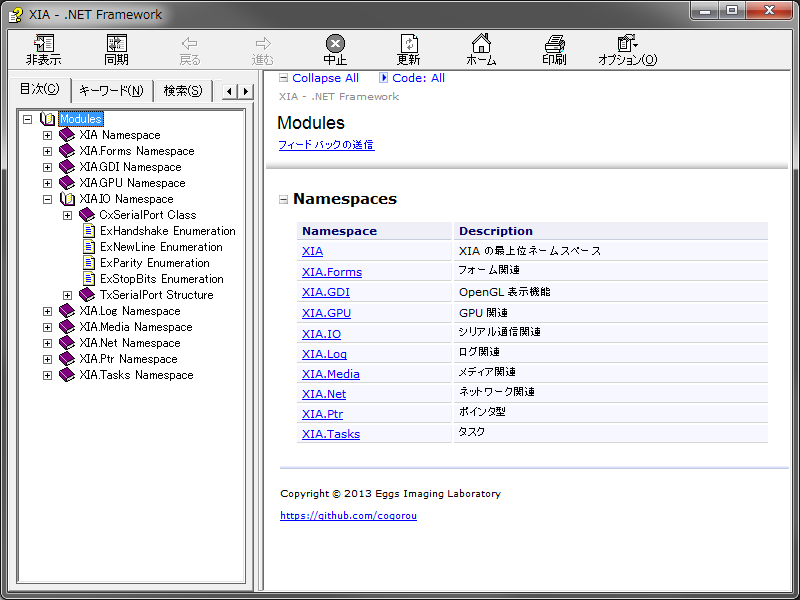 XIA - .NET Framework
非表示 同期 戻る 進む 中止 更新 ホーム 印刷 オプション(O)
目次(C) キーワード(N) 検索(S)
Modules
XIA Namespace
XIA.Forms Namespace
XIA.GDI Namespace
XIA.GPU Namespace
XIA.IO Namespace
CxSerialPort Class
ExHandshake Enumeration
ExNewLine Enumeration
ExParity Enumeration
ExStopBits Enumeration
TxSerialPort Structure
XIA.Log Namespace
XIA.Media Namespace
XIA.Net Namespace
XIA.Ptr Namespace
XIA.Tasks Namespace
Collapse All Code: All
XIA - .NET Framework
Modules
フィードバックの送信
Namespaces
Namespace Description
XIA XIA の最上位ネームスペース
XIA.Forms フォーム関連
XIA.GDI OpenGL 表示機能
XIA.GPU GPU 関連
XIA.IO シリアル通信関連
XIA.Log ログ関連
XIA.Media メディア関連
XIA.Net ネットワーク関連
XIA.Ptr ポインタ型
XIA.Tasks タスク
Copyright © 2013 Eggs Imaging Laboratory
https://github.com/cogorou